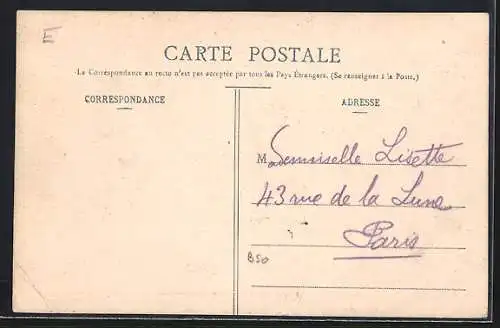 E
CARTE POSTALE
La Correspondance au recto n'est pas acceptée par tous les Pays Étrangers. (Se renseigner à la Poste.)
CORRESPONDANCE
ADRESSE
Mademoiselle Lisette
43 rue de la Lune
Paris
B50